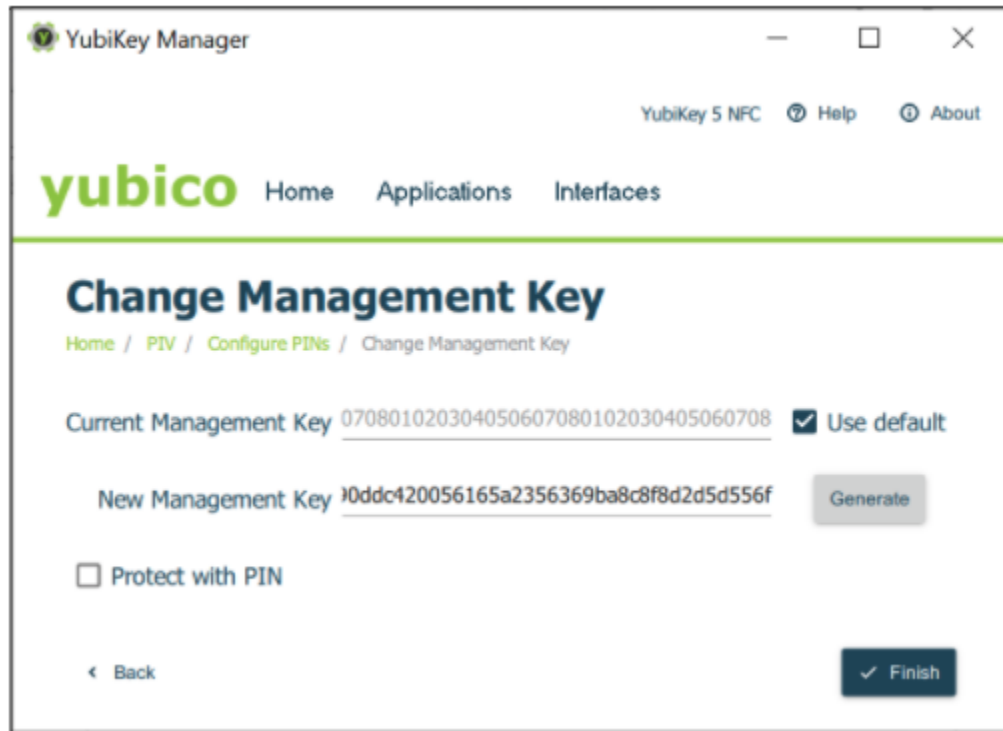 YubiKey Manager
YubiKey 5 NFC Help About
yubico Home Applications Interfaces
Change Management Key
Home / PIV / Configure PINs / Change Management Key
Current Management Key 070801020304050607080102030405060708 Use default
New Management Key 90ddc420056165a2356369ba8c8f8d2d5d556f Generate
Protect with PIN
Back
Finish